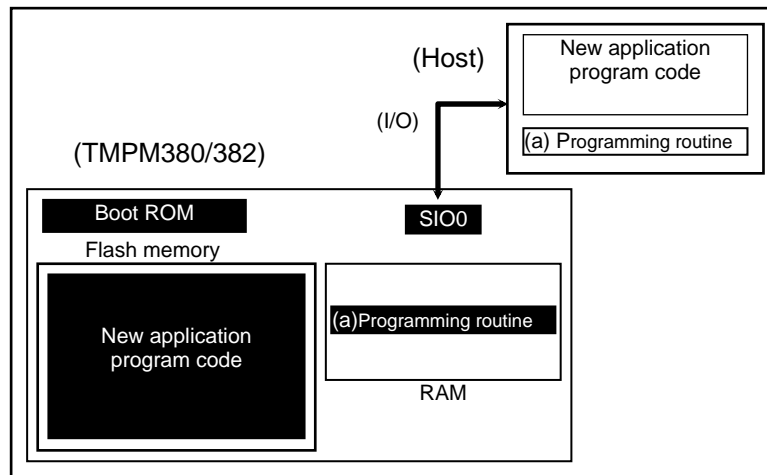 New application
program code
(Host)
(I/O)
(a) Programming routine
(TMPM380/382)
Boot ROM
SIO0
Flash memory
New application
program code
(a)Programming routine
RAM